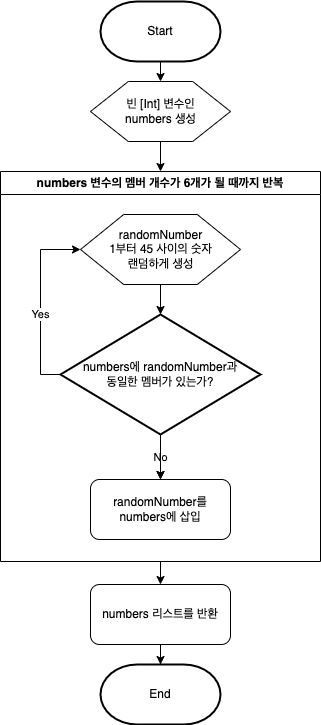 Start
빈 [Int] 변수인
numbers 생성
numbers 변수의 멤버 개수가 6개가 될 때까지 반복
randomNumber
1부터 45 사이의 숫자
랜덤하게 생성
Yes
numbers에 randomNumber과
동일한 멤버가 있는가?
No
randomNumber를
numbers에 삽입
numbers 리스트를 반환
End